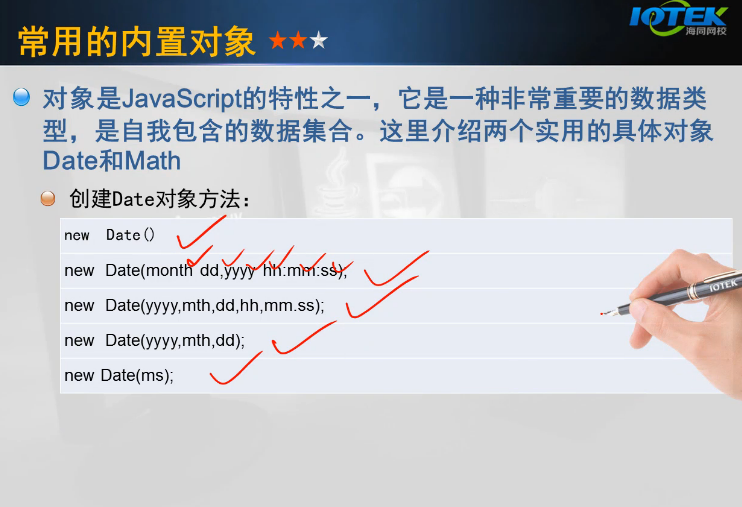 常用的内置对象
IOTEK
海同网校
对象是JavaScript的特性之一，它是一种非常重要的数据类
型，是自我包含的数据集合。这里介绍两个实用的具体对象
Date和Math
创建Date对象方法：
new Date()
new Date(month dd,yyyy hh:mm:ss);
new Date(yyyy,mth,dd,hh,mm.ss);
new Date(yyyy,mth,dd);
new Date(ms);
IOTEK